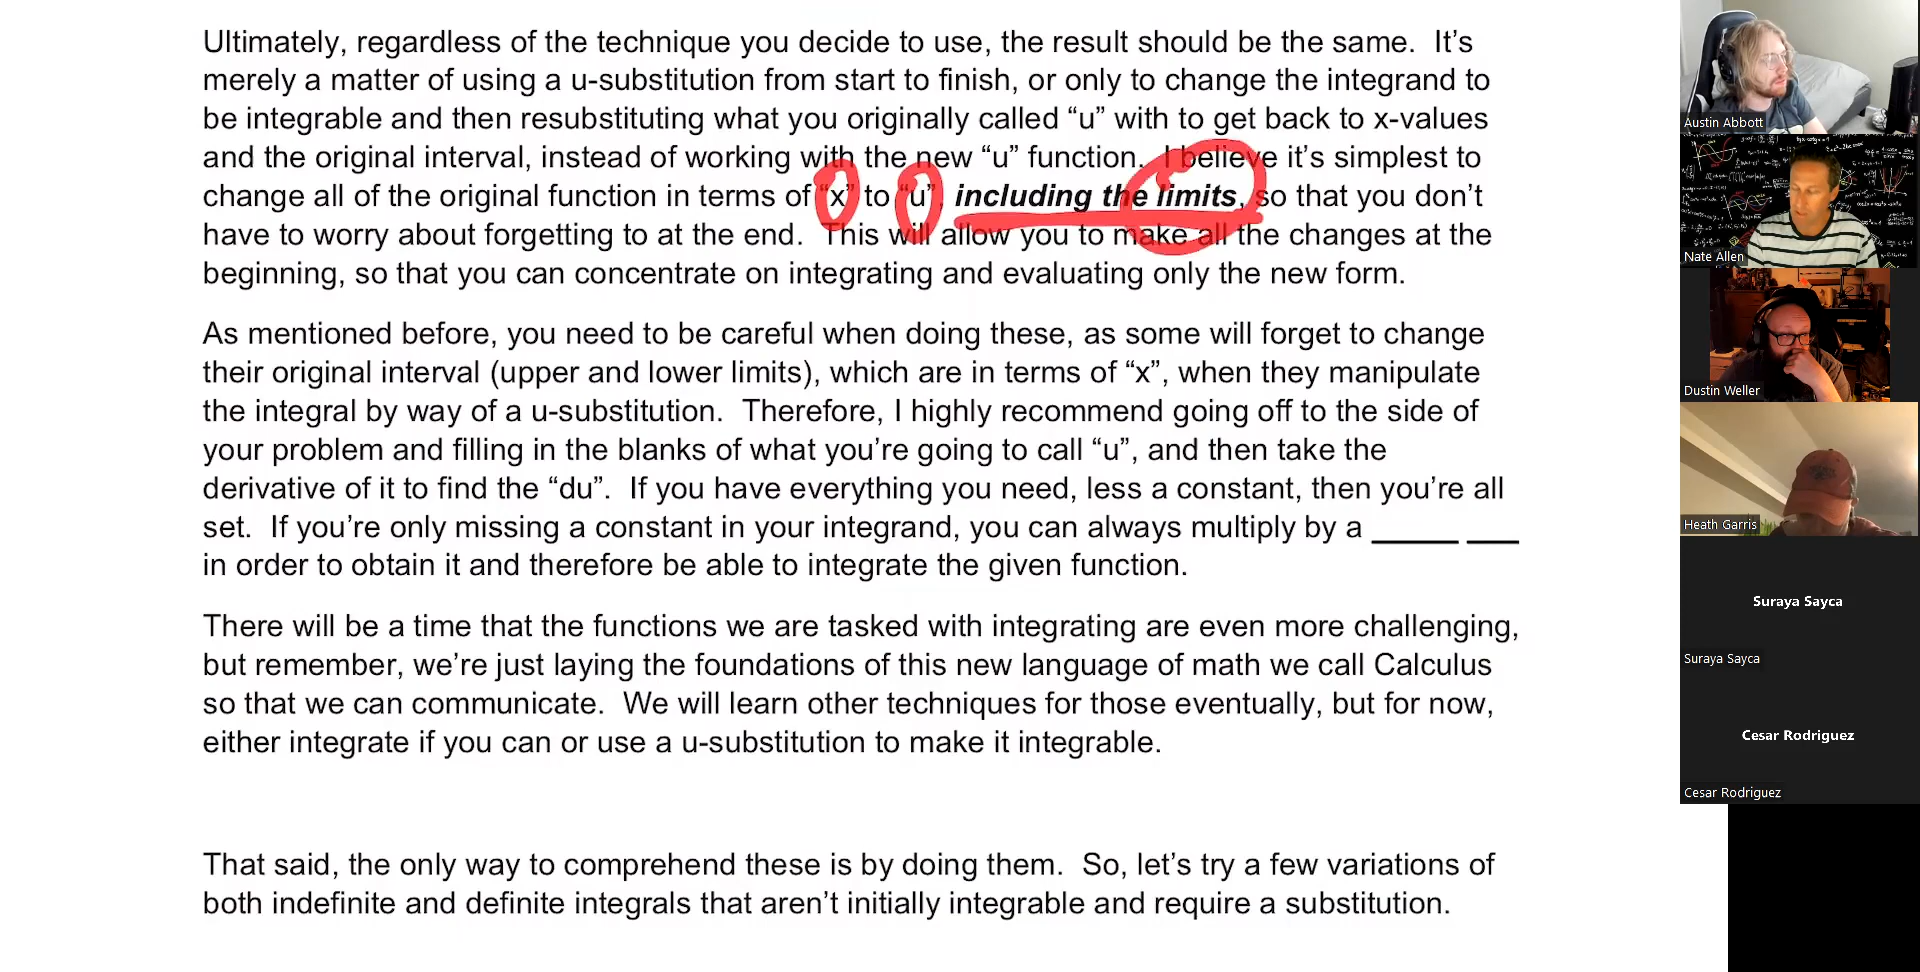 Ultimately, regardless of the technique you decide to use, the result should be the same.  It’s
merely a matter of using a u-substitution from start to finish, or only to change the integrand to
be integrable and then resubstituting what you originally called “u” with to get back to x-values
and the original interval, instead of working with the new “u” function.  I believe it’s simplest to
change all of the original function in terms of “x” to “u”, including the limits, so that you don’t
have to worry about forgetting to at the end.  This will allow you to make all the changes at the
beginning, so that you can concentrate on integrating and evaluating only the new form.
As mentioned before, you need to be careful when doing these, as some will forget to change
their original interval (upper and lower limits), which are in terms of “x”, when they manipulate
the integral by way of a u-substitution.  Therefore, I highly recommend going off to the side of
your problem and filling in the blanks of what you’re going to call “u”, and then take the
derivative of it to find the “du”.  If you have everything you need, less a constant, then you’re all
set.  If you’re only missing a constant in your integrand, you can always multiply by a _____ ___
in order to obtain it and therefore be able to integrate the given function.
There will be a time that the functions we are tasked with integrating are even more challenging,
but remember, we’re just laying the foundations of this new language of math we call Calculus
so that we can communicate.  We will learn other techniques for those eventually, but for now,
either integrate if you can or use a u-substitution to make it integrable.
That said, the only way to comprehend these is by doing them.  So, let’s try a few variations of
both indefinite and definite integrals that aren’t initially integrable and require a substitution.
Austin Abbott
Nate Allen
Dustin Weller
Heath Garris
Suraya Sayca
Suraya Sayca
Cesar Rodriguez
Cesar Rodriguez